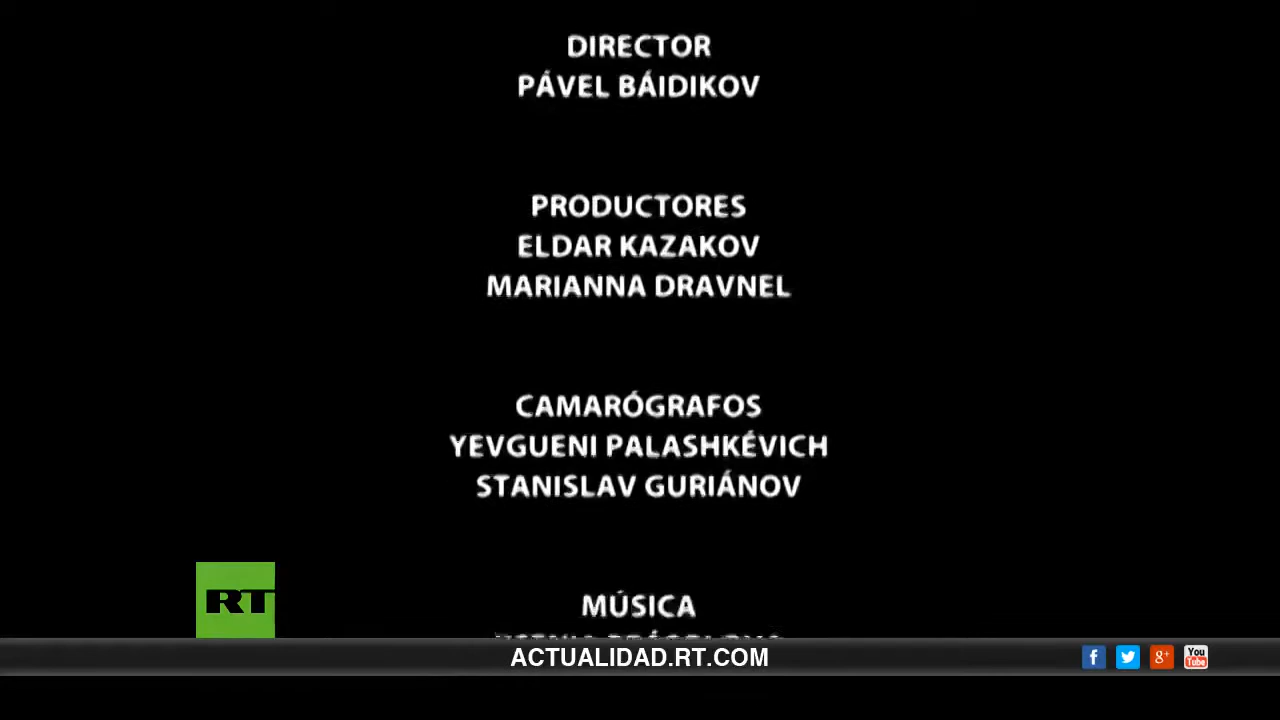 DIRECTOR
PÁVEL BÁIDIKOV
PRODUCTORES
ELDAR KAZAKOV
MARIANNA DRAVNEL
CAMARÓGRAFOS
YEVGUENI PALASHKÉVICH
STANISLAV GURIÁNOV
MÚSICA
RT
ACTUALIDAD.RT.COM
f
g+
You
Tube